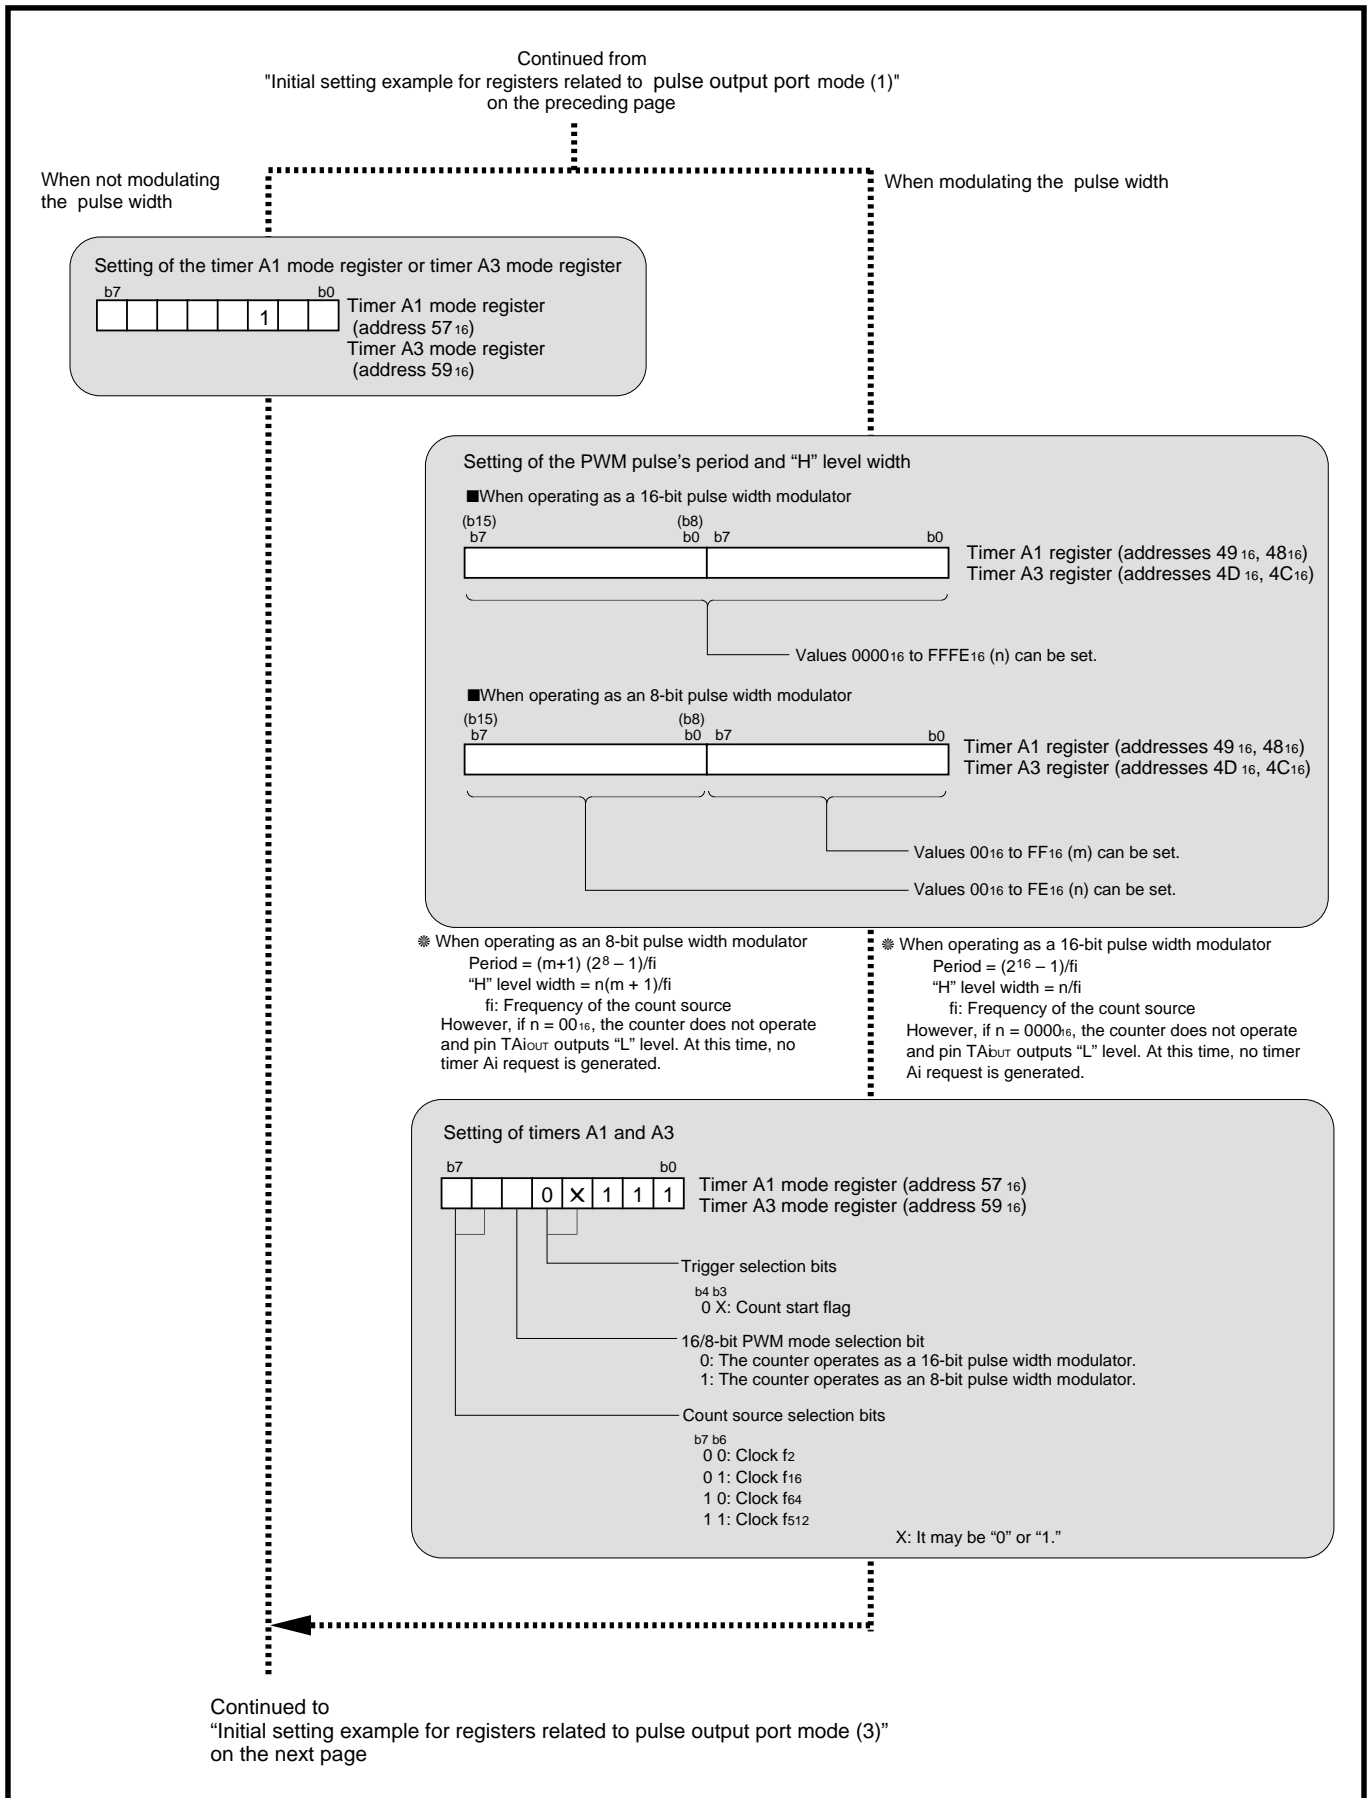 Continued from
"Initial setting example for registers related to pulse output port mode (1)"
on the preceding page
When not modulating
the pulse width
When modulating the pulse width
Setting of the timer A1 mode register or timer A3 mode register
b7 b0
1
Timer A1 mode register
(address 5716)
Timer A3 mode register
(address 5916)
Setting of the PWM pulse’s period and “H” level width
■When operating as a 16-bit pulse width modulator
(b15) (b8)
b7 b0 b7 b0
Timer A1 register (addresses 4916, 4816)
Timer A3 register (addresses 4D16, 4C16)
Values 000016 to FFFE16 (n) can be set.
■When operating as an 8-bit pulse width modulator
(b15) (b8)
b7 b0 b7 b0
Timer A1 register (addresses 4916, 4816)
Timer A3 register (addresses 4D16, 4C16)
Values 0016 to FF16 (m) can be set.
Values 0016 to FE16 (n) can be set.
※ When operating as an 8-bit pulse width modulator
Period = (m+1) (28 – 1)/fi
“H” level width = n(m + 1)/fi
fi: Frequency of the count source
However, if n = 0016, the counter does not operate
and pin TAiOUT outputs “L” level. At this time, no
timer Ai request is generated.
※ When operating as a 16-bit pulse width modulator
Period = (216 – 1)/fi
“H” level width = n/fi
fi: Frequency of the count source
However, if n = 000016, the counter does not operate
and pin TAiOUT outputs “L” level. At this time, no timer
Ai request is generated.
Setting of timers A1 and A3
b7 b0
0 X 1 1 1
Timer A1 mode register (address 5716)
Timer A3 mode register (address 5916)
Trigger selection bits
b4 b3
0 X: Count start flag
16/8-bit PWM mode selection bit
0: The counter operates as a 16-bit pulse width modulator.
1: The counter operates as an 8-bit pulse width modulator.
Count source selection bits
b7 b6
0 0: Clock f2
0 1: Clock f16
1 0: Clock f64
1 1: Clock f512
X: It may be “0” or “1.”
Continued to
“Initial setting example for registers related to pulse output port mode (3)”
on the next page